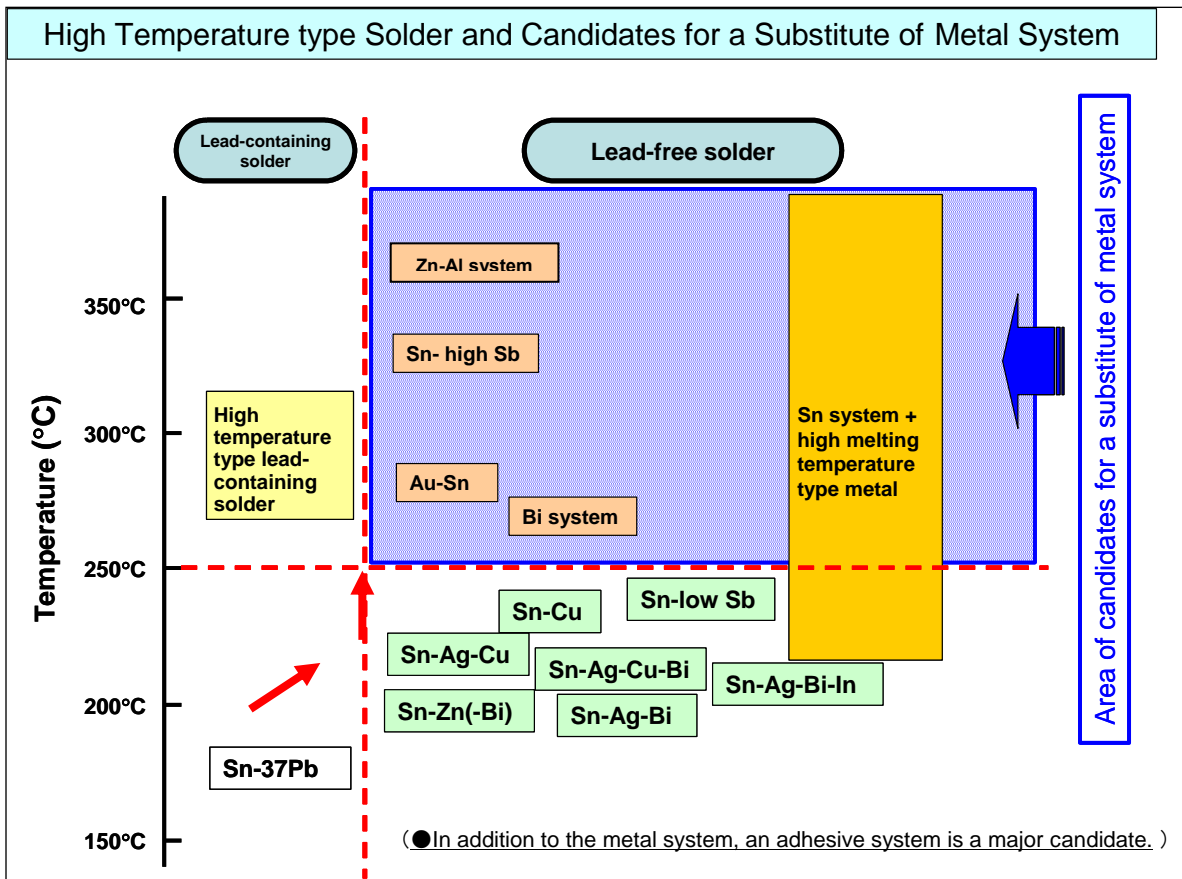 High Temperature type Solder and Candidates for a Substitute of Metal System
Lead-containing
solder
Lead-free solder
Area of candidates for a substitute of metal system
Temperature (°C)
350°C
300°C
250°C
200°C
150°C
Zn-Al system
Sn- high Sb
High
temperature
type lead-
containing
solder
Au-Sn
Bi system
Sn system +
high melting
temperature
type metal
Sn-Cu
Sn-low Sb
Sn-Ag-Cu
Sn-Ag-Cu-Bi
Sn-Ag-Bi-In
Sn-Zn(-Bi)
Sn-Ag-Bi
Sn-37Pb
(●In addition to the metal system, an adhesive system is a major candidate. )